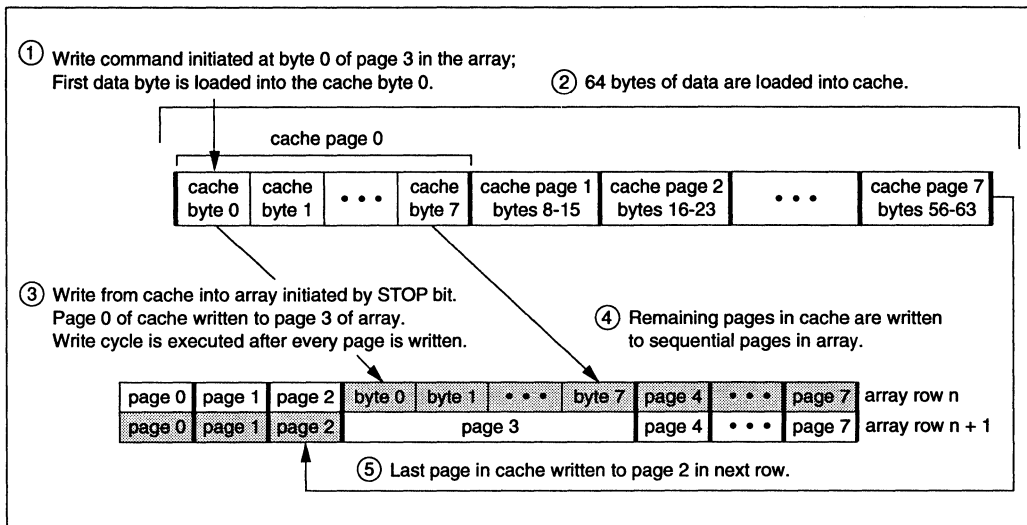 ① Write command initiated at byte 0 of page 3 in the array;
First data byte is loaded into the cache byte 0.
② 64 bytes of data are loaded into cache.
cache page 0
cache byte 0
cache byte 1
• • •
cache byte 7
cache page 1 bytes 8-15
cache page 2 bytes 16-23
• • •
cache page 7 bytes 56-63
③ Write from cache into array initiated by STOP bit.
Page 0 of cache written to page 3 of array.
Write cycle is executed after every page is written.
④ Remaining pages in cache are written
to sequential pages in array.
page 0 page 1 page 2 byte 0 byte 1 • • • byte 7 page 4 • • • page 7 array row n
page 0 page 1 page 2 page 3 page 4 • • • page 7 array row n + 1
⑤ Last page in cache written to page 2 in next row.